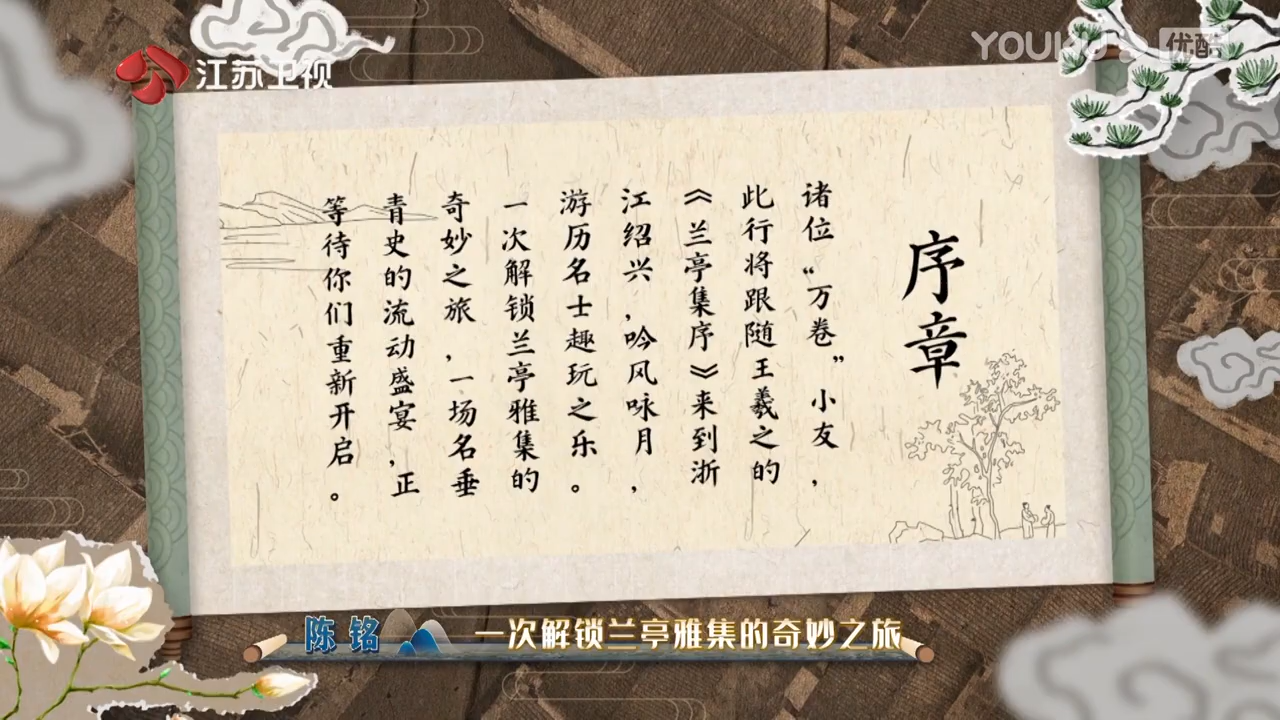 江苏卫视
YOUKU 优酷
序章
诸位“万卷”小友，
此行将跟随王羲之的
《兰亭集序》来到浙
江绍兴，吟风咏月，
游历名士趣玩之乐。
一次解锁兰亭雅集的
奇妙之旅，一场名垂
青史的流动盛宴，正
等待你们重新开启。
陈铭 一次解锁兰亭雅集的奇妙之旅